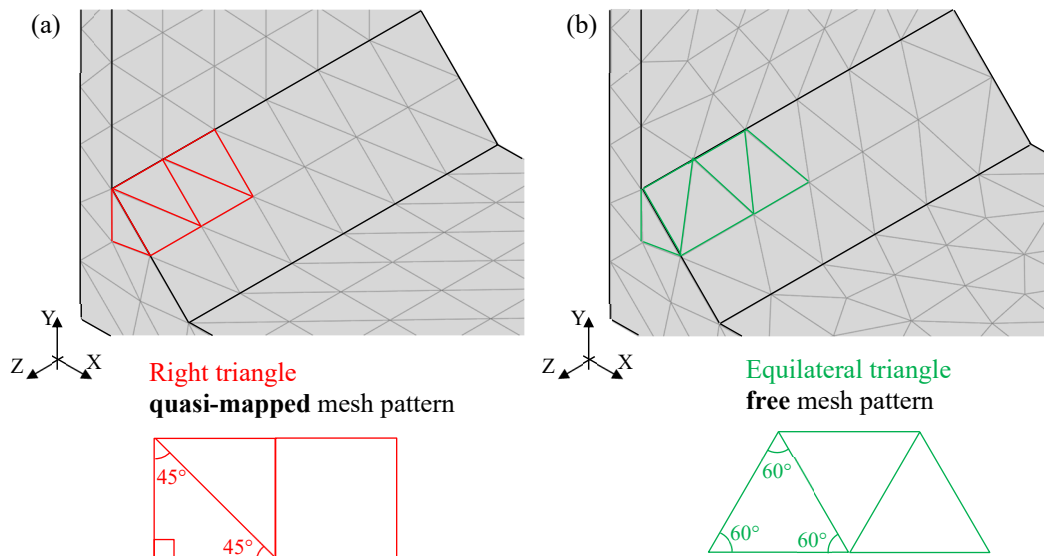 (a)
(b)
Y
Z
X
Y
Z
X
Right triangle
quasi-mapped mesh pattern
Equilateral triangle
free mesh pattern
45°
45°
60°
60°
60°